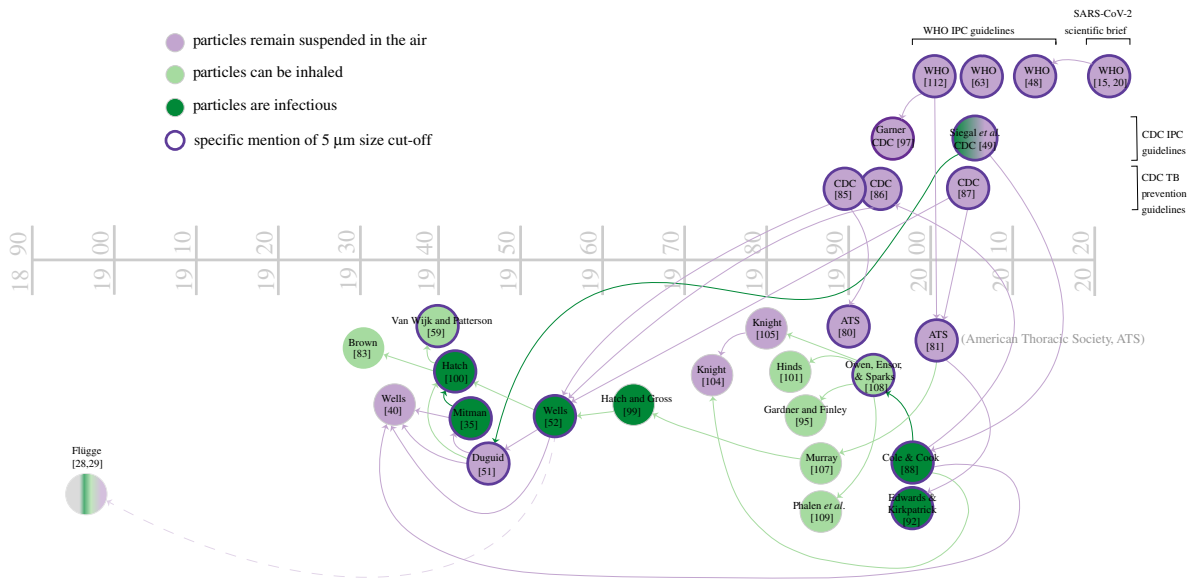 particles remain suspended in the air
particles can be inhaled
particles are infectious
specific mention of 5 μm size cut-off
SARS-CoV-2
scientific brief
WHO IPC guidelines
WHO
[112]
WHO
[63]
WHO
[48]
WHO
[15, 20]
Garner
CDC [97]
Siegal et al.
CDC [49]
CDC IPC
guidelines
CDC
[85]
CDC
[86]
CDC
[87]
CDC TB
prevention
guidelines
18 90
19 00
19 10
19 20
19 30
19 40
19 50
19 60
19 70
19 80
19 90
20 00
20 10
20 20
Van Wijk and Patterson
[59]
Brown
[83]
Hatch
[100]
Wells
[40]
Mitman
[35]
Duguid
[51]
Wells
[52]
Hatch and Gross
[99]
Flügge
[28,29]
Knight
[105]
Knight
[104]
ATS
[80]
ATS
[81]
(American Thoracic Society, ATS)
Hinds
[101]
Owen, Ensor,
& Sparks
[108]
Gardner and Finley
[95]
Murray
[107]
Cole & Cook
[88]
Phalen et al.
[109]
Edwards &
Kirkpatrick
[92]